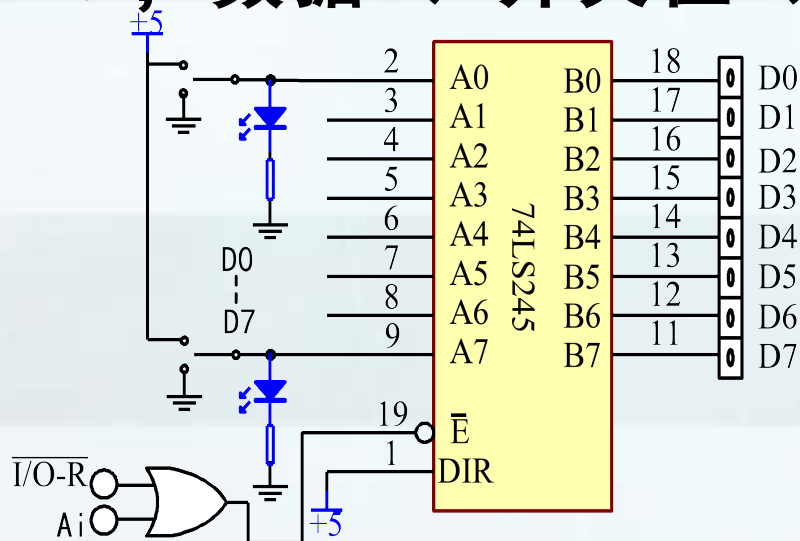 +5
2 A0 B0 18 D0
3 A1 B1 17 D1
4 A2 B2 16 D2
5 A3 B3 15 D3
6 A4 B4 14 D4
7 A5 B5 13 D5
8 A6 B6 12 D6
9 A7 B7 11 D7
74LS245
D0
D7
19 E̅
1 DIR
+5
I/O-R
Ai